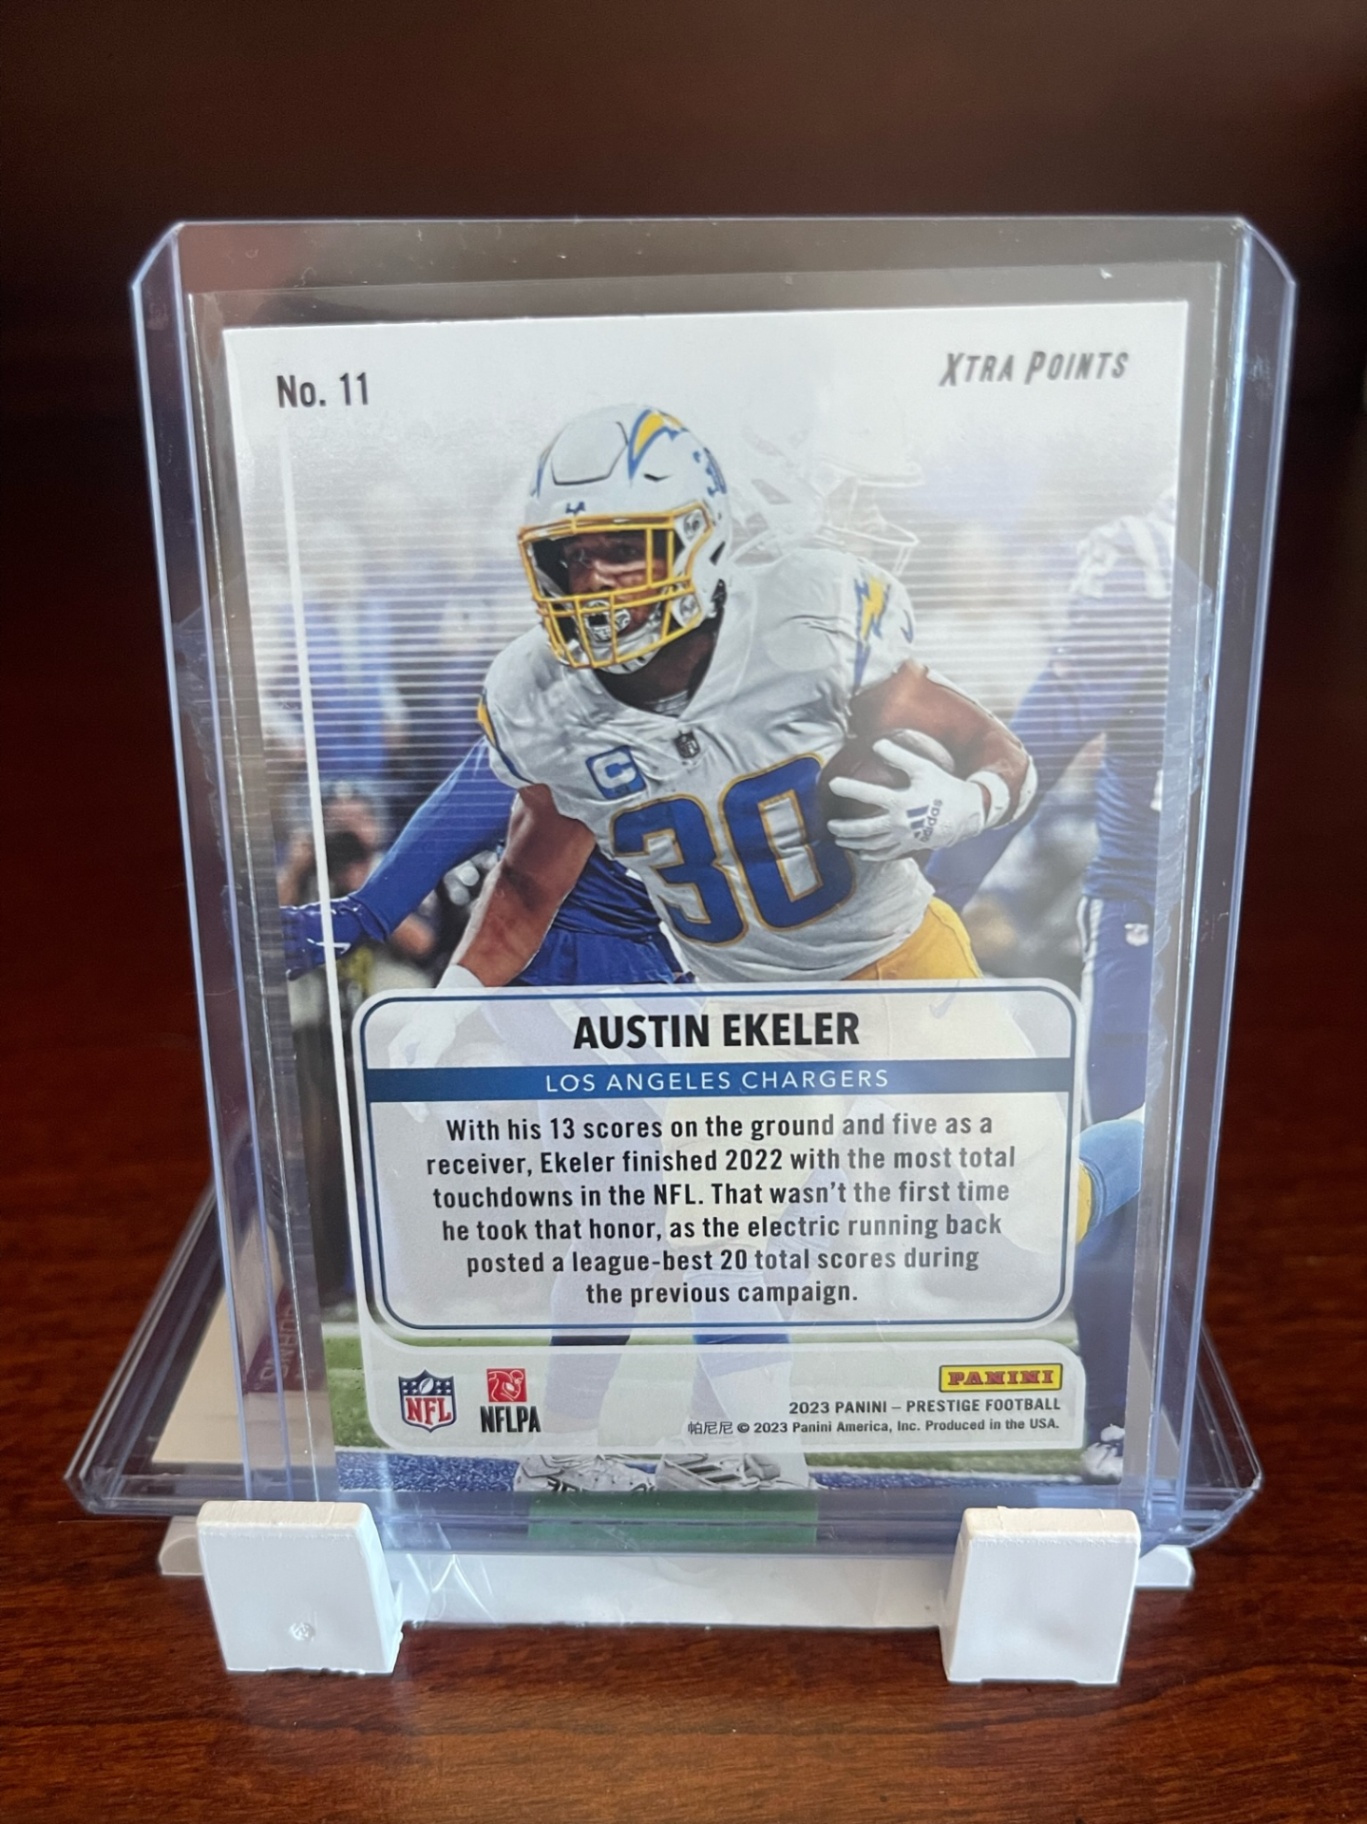 No. 11
XTRA POINTS
C
30
adidas
AUSTIN EKELER
LOS ANGELES CHARGERS
With his 13 scores on the ground and five as a
receiver, Ekeler finished 2022 with the most total
touchdowns in the NFL. That wasn't the first time
he took that honor, as the electric running back
posted a league-best 20 total scores during
the previous campaign.
NFL
NFLPA
PANINI
2023 PANINI – PRESTIGE FOOTBALL
帕尼尼 © 2023 Panini America, Inc. Produced in the USA.